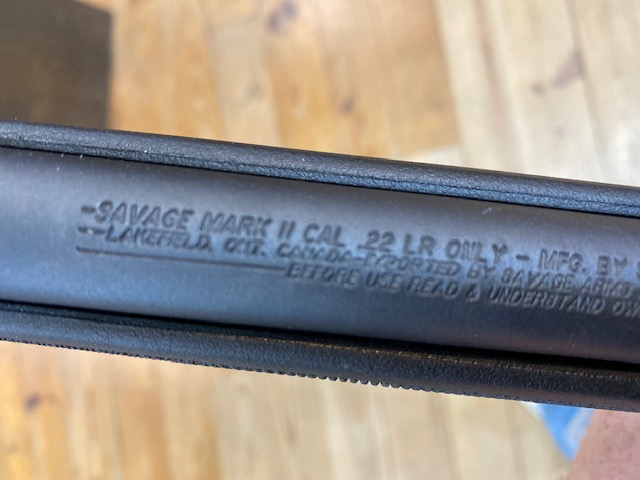 -SAVAGE MARK II CAL .22 LR ONLY - MFG. BY
-LAKEFIELD, ONT. CANADA-EXPORTED BY SAVAGE ARMS
BEFORE USE READ & UNDERSTAND